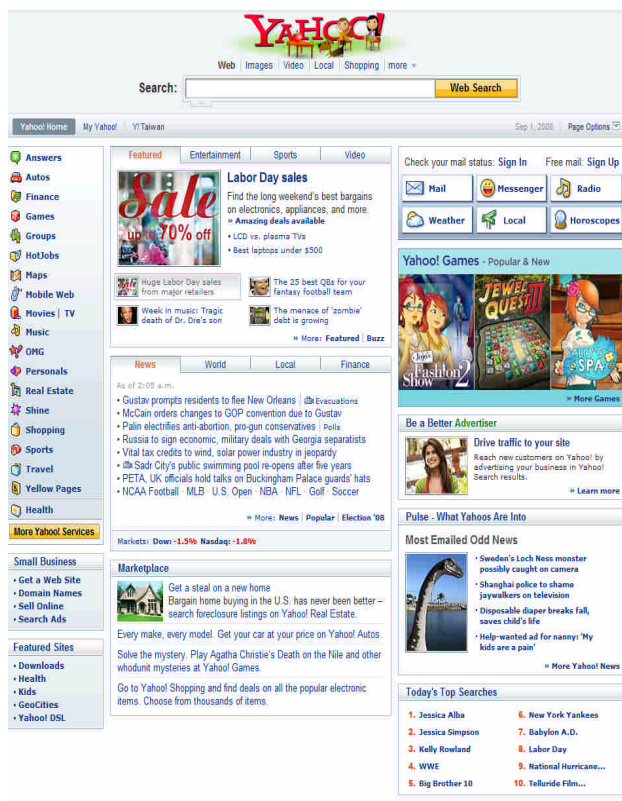 YAHOO!
Web | Images | Video | Local | Shopping | more
Search:
Web Search
Yahoo! Home
My Yahoo!
Y! Taiwan
Sep 1, 2008
Page Options
Answers
Autos
Finance
Games
Groups
HotJobs
Maps
Mobile Web
Movies | TV
Music
OMG
Personals
Real Estate
Shine
Shopping
Sports
Travel
Yellow Pages
Health
More Yahoo! Services
Small Business
• Get a Web Site
• Domain Names
• Sell Online
• Search Ads
Featured Sites
• Downloads
• Health
• Kids
• GeoCities
• Yahoo! DSL
Featured
Entertainment
Sports
Video
Sale
up to 70% off
Labor Day sales
Find the long weekend's best bargains
on electronics, appliances, and more.
» Amazing deals available
• LCD vs. plasma TVs
• Best laptops under $500
Huge Labor Day sales
from major retailers
The 25 best QBs for your
fantasy football team
Week in music: Tragic
death of Dr. Dre's son
The menace of 'zombie'
debt is growing
» More: Featured | Buzz
News
World
Local
Finance
As of 2:05 a.m.
• Gustav prompts residents to flee New Orleans | Evacuations
• McCain orders changes to GOP convention due to Gustav
• Palin electrifies anti-abortion, pro-gun conservatives | Polls
• Russia to sign economic, military deals with Georgia separatists
• Vital tax credits to wind, solar power industry in jeopardy
• Sadr City's public swimming pool re-opens after five years
• PETA, UK officials hold talks on Buckingham Palace guards' hats
• NCAA Football · MLB · U.S. Open · NBA · NFL · Golf · Soccer
» More: News | Popular | Election '08
Markets: Dow: -1.5% Nasdaq: -1.8%
Marketplace
Get a steal on a new home
Bargain home buying in the U.S. has never been better –
search foreclosure listings on Yahoo! Real Estate.
Every make, every model. Get your car at your price on Yahoo! Autos.
Solve the mystery. Play Agatha Christie's Death on the Nile and other
whodunit mysteries at Yahoo! Games.
Go to Yahoo! Shopping and find deals on all the popular electronic
items. Choose from thousands of items.
Check your mail status: Sign In
Free mail: Sign Up
Mail
Messenger
Radio
Weather
Local
Horoscopes
Yahoo! Games - Popular & New
Jojo's
Fashion
Show 2
JEWEL
QUEST III
SALLY'S
SPA
» More Games
Be a Better Advertiser
Drive traffic to your site
Reach new customers on Yahoo! by
advertising your business in Yahoo!
Search results.
» Learn more
Pulse - What Yahoos Are Into
Most Emailed Odd News
• Sweden's Loch Ness monster
possibly caught on camera
• Shanghai police to shame
jaywalkers on television
• Disposable diaper breaks fall,
saves child's life
• Help-wanted ad for nanny: 'My
kids are a pain'
» More Yahoo! News
Today's Top Searches
1. Jessica Alba
2. Jessica Simpson
3. Kelly Rowland
4. WWE
5. Big Brother 10
6. New York Yankees
7. Babylon A.D.
8. Labor Day
9. National Hurricane...
10. Telluride Film...